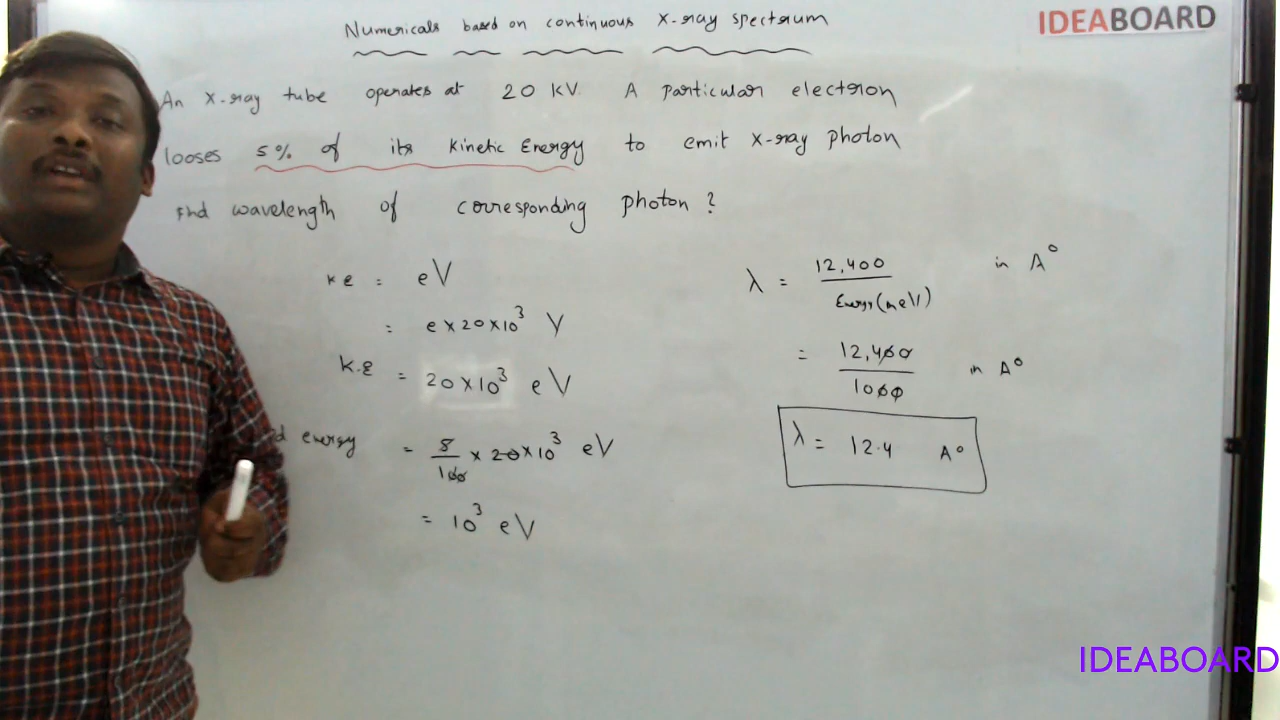 Numericals based on continuous X-ray spectrum
IDEABOARD
An X-ray tube operates at 20 KV. A particular electron
looses 5% of its Kinetic Energy to emit X-ray photon
find wavelength of corresponding photon ?
KE = eV
= e×20×10³ V
K.E = 20×10³ eV
energy = 5/100 × 20×10³ eV
= 10³ eV
λ = 12,400/Energy(in eV) in A°
= 12,400/1000 in A°
λ = 12.4 A°
IDEABOARD